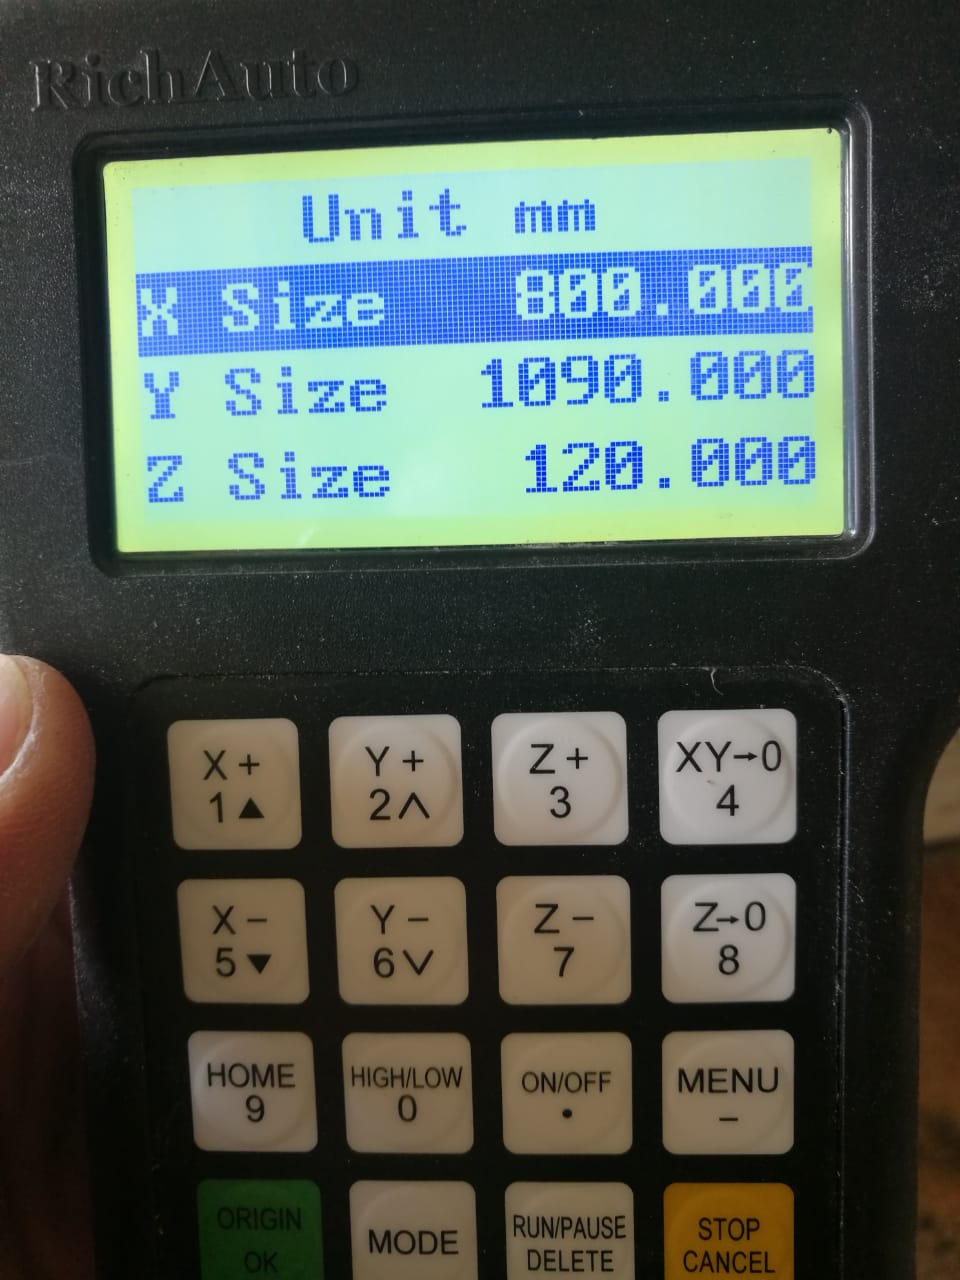 RichAuto
Unit mm
X Size 800.000
Y Size 1090.000
Z Size 120.000
X+ Y+ Z+ XY→0
1▲ 2∧ 3 4
X− Y− Z− Z→0
5▼ 6∨ 7 8
HOME HIGH/LOW ON/OFF MENU
9 0 • −
ORIGIN MODE RUN/PAUSE STOP
OK DELETE CANCEL